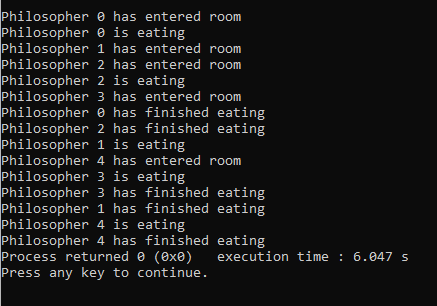 Philosopher 0 has entered room
Philosopher 0 is eating
Philosopher 1 has entered room
Philosopher 2 has entered room
Philosopher 2 is eating
Philosopher 3 has entered room
Philosopher 0 has finished eating
Philosopher 2 has finished eating
Philosopher 1 is eating
Philosopher 4 has entered room
Philosopher 3 is eating
Philosopher 3 has finished eating
Philosopher 1 has finished eating
Philosopher 4 is eating
Philosopher 4 has finished eating
Process returned 0 (0x0)   execution time : 6.047 s
Press any key to continue.